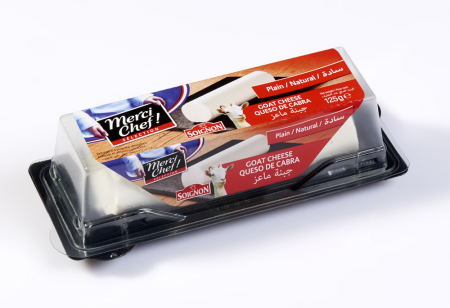 Merci
Chef!
SELECTION
SOIGNON
Plain / Natural / سادة
GOAT CHEESE
QUESO DE CABRA
جبنة ماعز
125g ℮
Merci
Chef!
SELECTION
SOIGNON
Plain / Natural / سادة
GOAT CHEESE
QUESO DE CABRA
جبنة ماعز